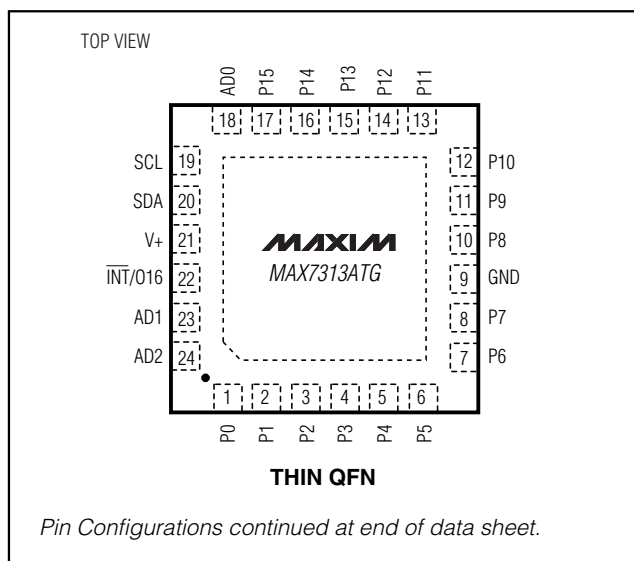 TOP VIEW
AD0 P15 P14 P13 P12 P11
18 17 16 15 14 13
SCL 19 12 P10
SDA 20 11 P9
V+ 21 10 P8
MAXIM
MAX7313ATG
I̅N̅T̅/O16 22 9 GND
AD1 23 8 P7
AD2 24 7 P6
1 2 3 4 5 6
P0 P1 P2 P3 P4 P5
THIN QFN
Pin Configurations continued at end of data sheet.